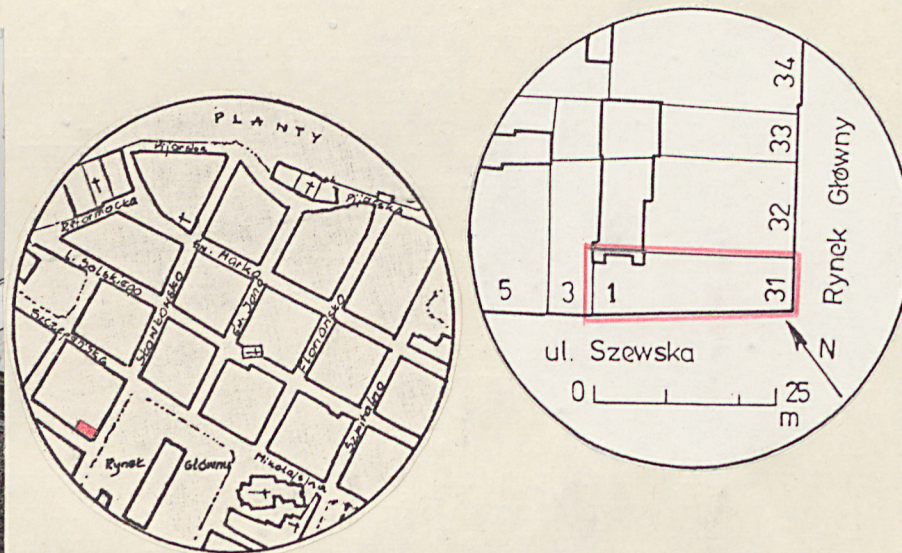 PLANTY
Pijarska
Pijarska
Reformacka
Św. Marka
L. Solskiego
Sławkowska
Św. Jana
Floriańska
Szczepańska
Szpitalna
Rynek Główny
Mikołajska
34
33
32
31
Rynek Główny
5
3
1
ul. Szewska
N
0
25
m